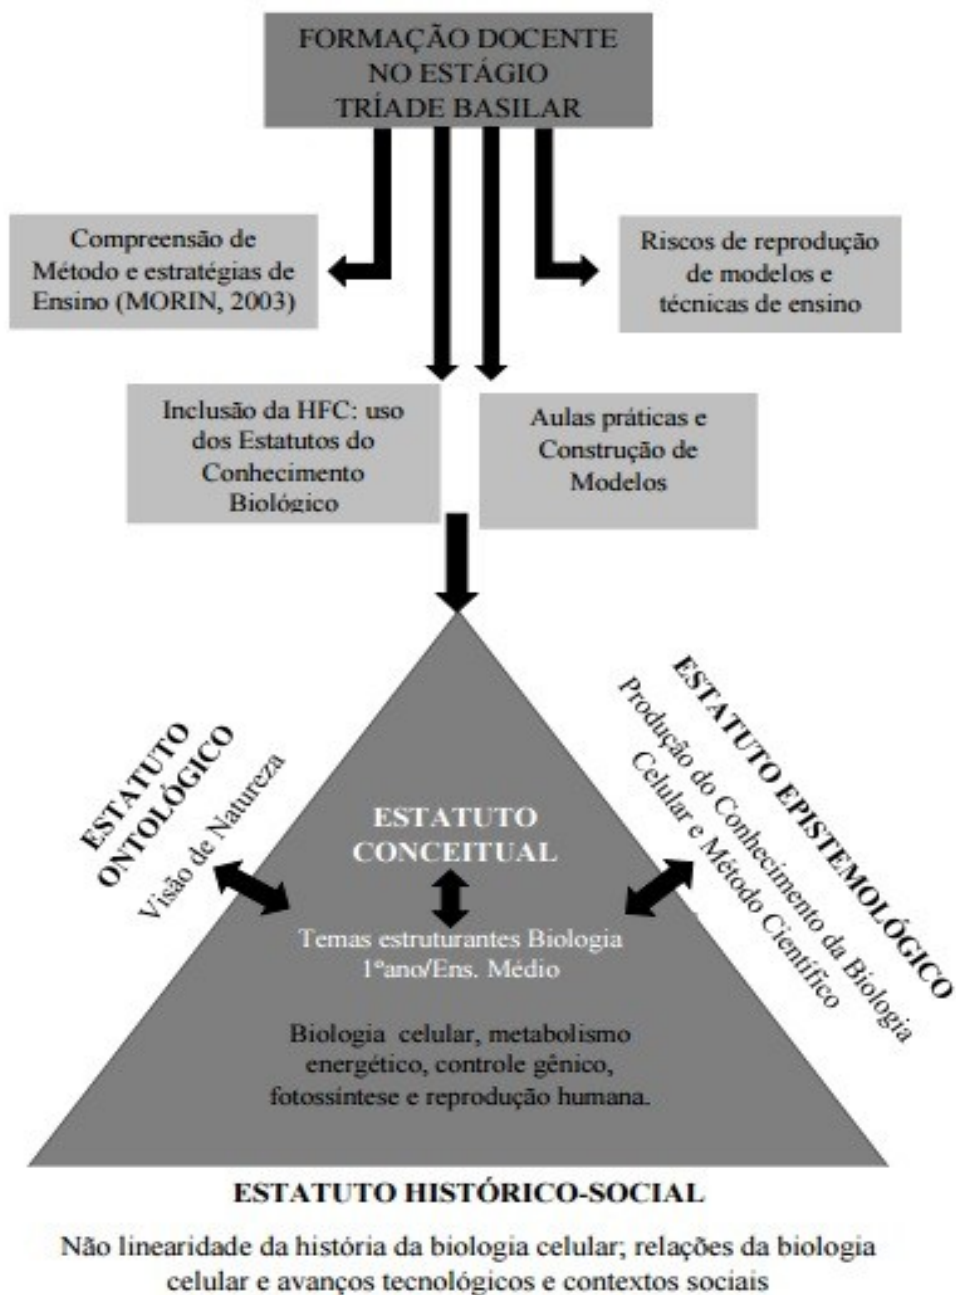 FORMAÇÃO DOCENTE
NO ESTÁGIO
TRÍADE BASILAR
Compreensão de
Método e estratégias de
Ensino (MORIN, 2003)
Riscos de reprodução
de modelos e
técnicas de ensino
Inclusão da HFC: uso
dos Estatutos do
Conhecimento
Biológico
Aulas práticas e
Construção de
Modelos
ESTATUTO
ONTOLÓGICO
Visão de Natureza
ESTATUTO EPISTEMOLÓGICO
Produção do Conhecimento da Biologia
Celular e Método Científico
ESTATUTO
CONCEITUAL
Temas estruturantes Biologia
1ºano/Ens. Médio
Biologia celular, metabolismo
energético, controle gênico,
fotossíntese e reprodução humana.
ESTATUTO HISTÓRICO-SOCIAL
Não linearidade da história da biologia celular; relações da biologia
celular e avanços tecnológicos e contextos sociais